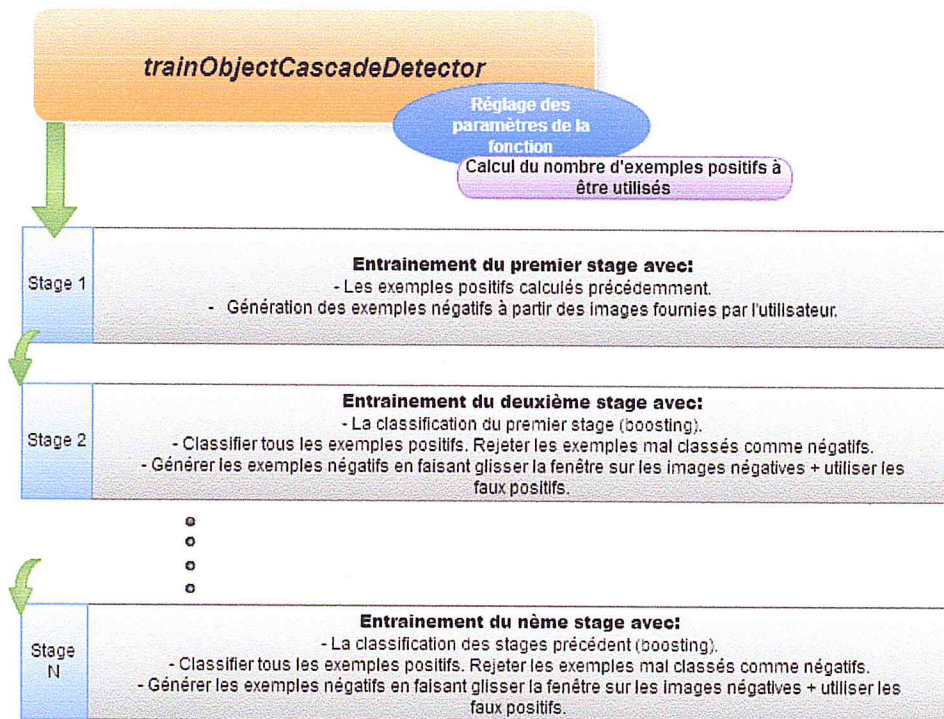 trainObjectCascadeDetector
Réglage des
paramètres de la
fonction
Calcul du nombre d'exemples positifs à
être utilisés
Stage 1
Entrainement du premier stage avec:
- Les exemples positifs calculés précédemment.
- Génération des exemples négatifs à partir des images fournies par l'utilisateur.
Stage 2
Entrainement du deuxième stage avec:
- La classification du premier stage (boosting).
- Classifier tous les exemples positifs. Rejeter les exemples mal classés comme négatifs.
- Générer les exemples négatifs en faisant glisser la fenêtre sur les images négatives + utiliser les
faux positifs.
Stage
N
Entrainement du nème stage avec:
- La classification des stages précédent (boosting).
- Classifier tous les exemples positifs. Rejeter les exemples mal classés comme négatifs.
- Générer les exemples négatifs en faisant glisser la fenêtre sur les images négatives + utiliser les
faux positifs.